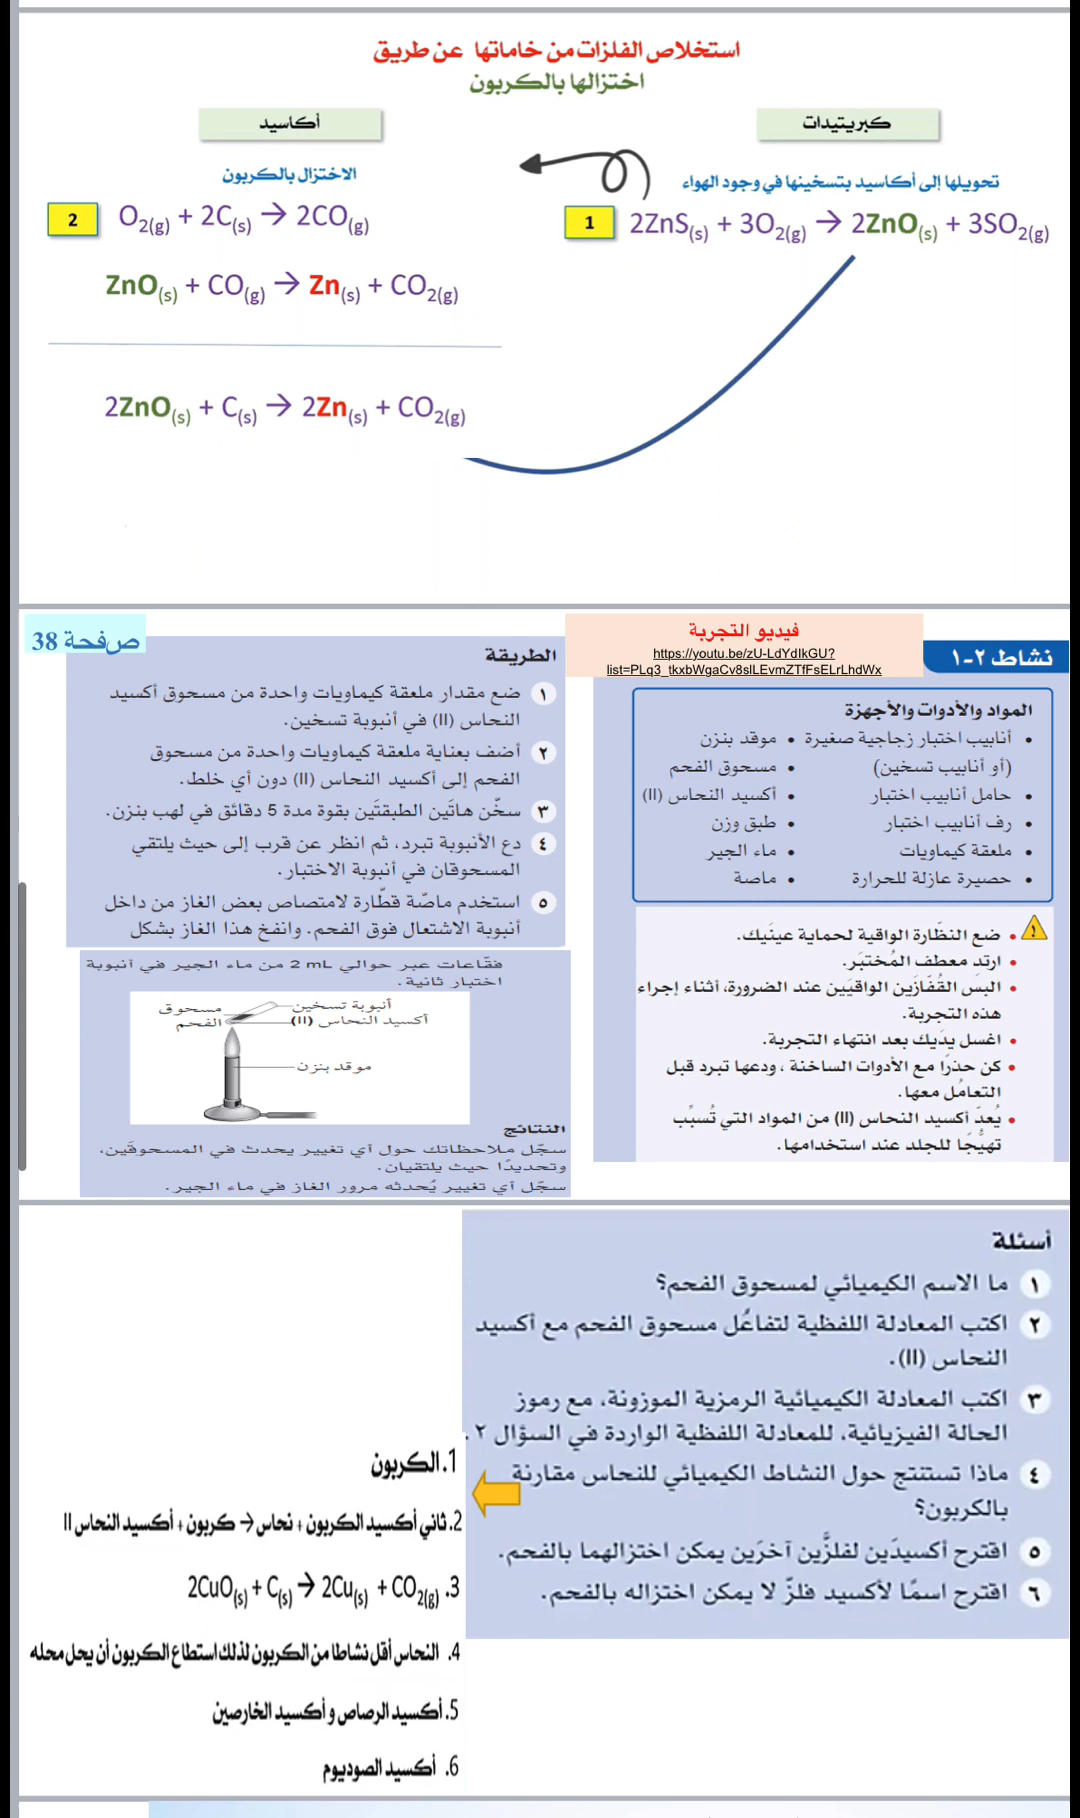 استخلاص الفلزات من خاماتها عن طريق
اختزالها بالكربون
كبريتيدات
تحويلها إلى أكاسيد بتسخينها في وجود الهواء
1 2ZnS(s) + 3O2(g) → 2ZnO(s) + 3SO2(g)
أكاسيد
الاختزال بالكربون
2 O2(g) + 2C(s) → 2CO(g)
ZnO(s) + CO(g) → Zn(s) + CO2(g)
2ZnO(s) + C(s) → 2Zn(s) + CO2(g)
نشاط ٢-١
فيديو التجربة
https://youtu.be/zU-LdYdIkGU?
list=PLq3_tkxbWgaCv8slLEvmZTfFsELrLhdWx
المواد والأدوات والأجهزة
• أنابيب اختبار زجاجية صغيرة • موقد بنزن
(أو أنابيب تسخين) • مسحوق الفحم
• حامل أنابيب اختبار • أكسيد النحاس (II)
• رف أنابيب اختبار • طبق وزن
• ملعقة كيماويات • ماء الجير
• حصيرة عازلة للحرارة • ماصة
• ضع النظّارة الواقية لحماية عينَيك.
• ارتدِ معطف المُختبَر.
• البس القُفّازَين الواقيَين عند الضرورة، أثناء إجراء
هذه التجربة.
• اغسل يدَيك بعد انتهاء التجربة.
• كن حذرًا مع الأدوات الساخنة، ودعها تبرد قبل
التعامُل معها.
• يُعدّ أكسيد النحاس (II) من المواد التي تُسبِّب
تهيُّجًا للجلد عند استخدامها.
صفحة 38
الطريقة
١ ضع مقدار ملعقة كيماويات واحدة من مسحوق أكسيد
النحاس (II) في أنبوبة تسخين.
٢ أضف بعناية ملعقة كيماويات واحدة من مسحوق
الفحم إلى أكسيد النحاس (II) دون أي خلط.
٣ سخّن هاتَين الطبقتَين بقوة مدة 5 دقائق في لهب بنزن.
٤ دع الأنبوبة تبرد، ثم انظر عن قرب إلى حيث يلتقي
المسحوقان في أنبوبة الاختبار.
٥ استخدم ماصّة قطّارة لامتصاص بعض الغاز من داخل
أنبوبة الاشتعال فوق الفحم. وانفخ هذا الغاز بشكل
فقّاعات عبر حوالي 2 mL من ماء الجير في أنبوبة
اختبار ثانية.
أنبوبة تسخين
أكسيد النحاس (II)
مسحوق
الفحم
موقد بنزن
النتائج
سجّل ملاحظاتك حول أي تغيير يحدث في المسحوقَين،
وتحديدًا حيث يلتقيان.
سجّل أي تغيير يُحدثه مرور الغاز في ماء الجير.
أسئلة
١ ما الاسم الكيميائي لمسحوق الفحم؟
٢ اكتب المعادلة اللفظية لتفاعُل مسحوق الفحم مع أكسيد
النحاس (II).
٣ اكتب المعادلة الكيميائية الرمزية الموزونة، مع رموز
الحالة الفيزيائية، للمعادلة اللفظية الواردة في السؤال ٢.
٤ ماذا تستنتج حول النشاط الكيميائي للنحاس مقارنة
بالكربون؟
٥ اقترح أكسيدَين لفلزَّين آخرَين يمكن اختزالهما بالفحم.
٦ اقترح اسمًا لأكسيد فلزّ لا يمكن اختزاله بالفحم.
1. الكربون
2. ثاني أكسيد الكربون + نحاس → كربون + أكسيد النحاس II
3. 2CuO(s) + C(s) → 2Cu(s) + CO2(g)
4. النحاس أقل نشاطا من الكربون لذلك استطاع الكربون أن يحل محله
5. أكسيد الرصاص و أكسيد الخارصين
6. أكسيد الصوديوم